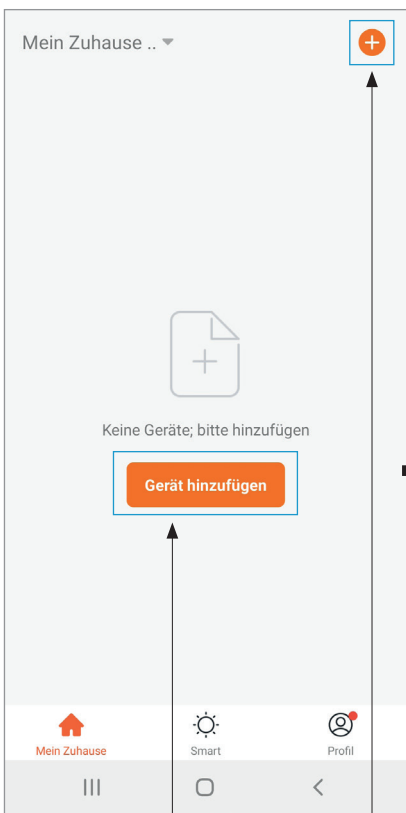 Mein Zuhause ..
Keine Geräte; bitte hinzufügen
Gerät hinzufügen
Mein Zuhause
Smart
Profil